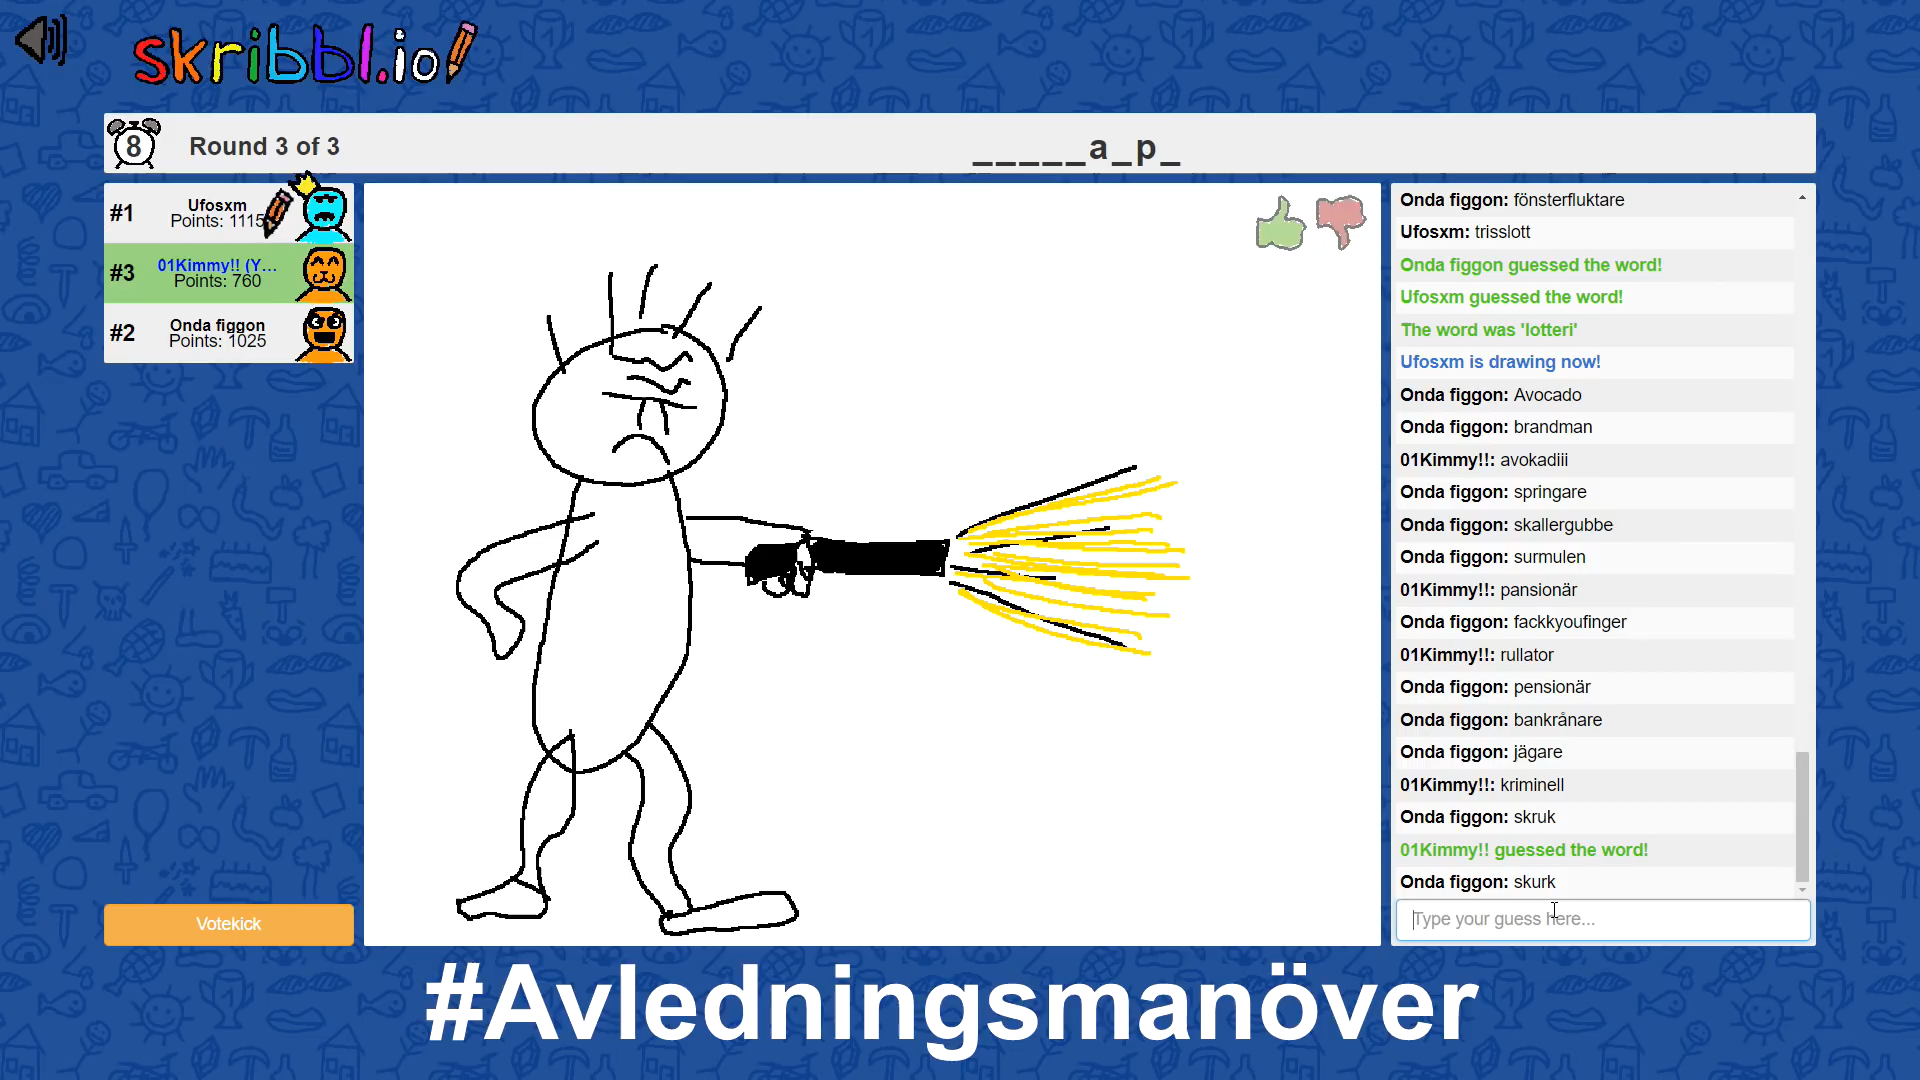 skribbl.io
8
Round 3 of 3
_____a_p_
#1
Ufosxm
Points: 1115
#3
01Kimmy!! (Y...
Points: 760
#2
Onda figgon
Points: 1025
Votekick
Onda figgon: fönsterfluktare
Ufosxm: trisslott
Onda figgon guessed the word!
Ufosxm guessed the word!
The word was 'lotteri'
Ufosxm is drawing now!
Onda figgon: Avocado
Onda figgon: brandman
01Kimmy!!: avokadiii
Onda figgon: springare
Onda figgon: skallergubbe
Onda figgon: surmulen
01Kimmy!!: pansionär
Onda figgon: fackkyoufinger
01Kimmy!!: rullator
Onda figgon: pensionär
Onda figgon: bankrånare
Onda figgon: jägare
01Kimmy!!: kriminell
Onda figgon: skruk
01Kimmy!! guessed the word!
Onda figgon: skurk
Type your guess here...
#Avledningsmanöver